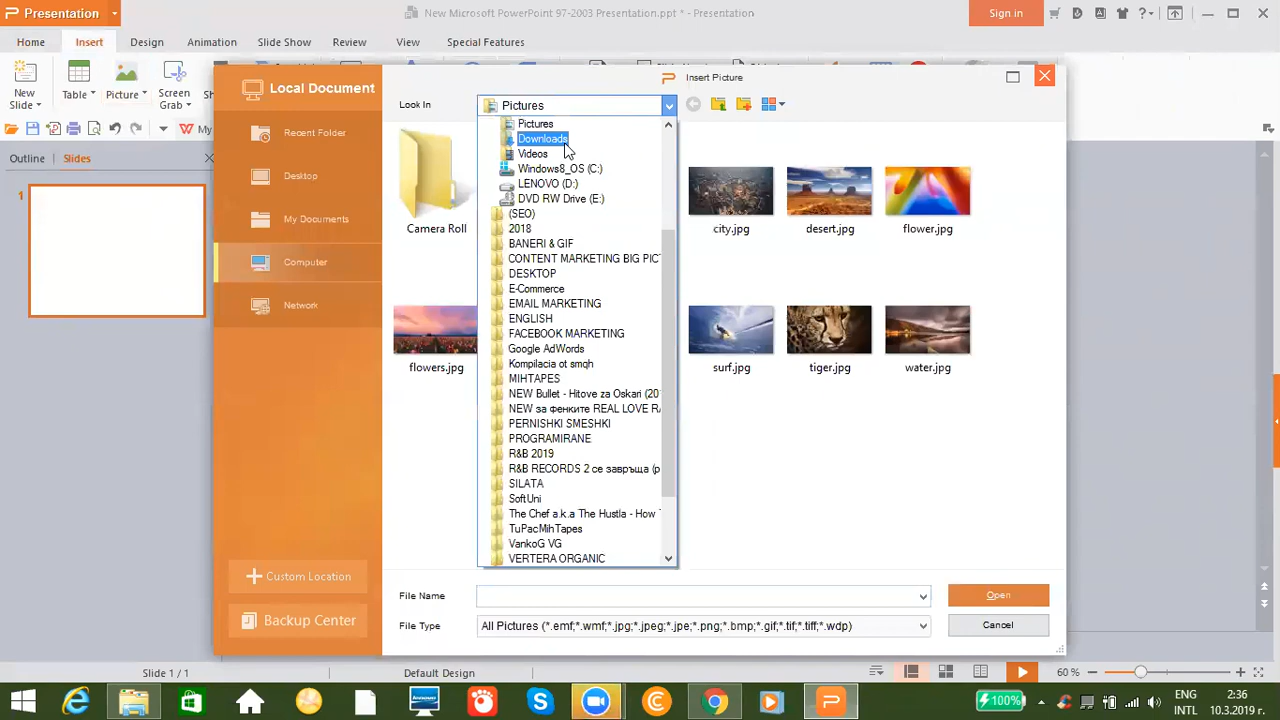 Presentation
New Microsoft PowerPoint 97-2003 Presentation.ppt * - Presentation
Sign in
Home
Insert
Design
Animation
Slide Show
Review
View
Special Features
New
Slide
Table
Picture
Screen
Grab
My
Outline
Slides
1
Local Document
Recent Folder
Desktop
My Documents
Computer
Network
Custom Location
Backup Center
Insert Picture
Look In
Pictures
Pictures
Downloads
Videos
Windows8_OS (C:)
LENOVO (D:)
DVD RW Drive (E:)
(SEO)
2018
BANERI & GIF
CONTENT MARKETING BIG PIC
DESKTOP
E-Commerce
EMAIL MARKETING
ENGLISH
FACEBOOK MARKETING
Google AdWords
Kompilacia ot smqh
MIHTAPES
NEW Bullet - Hitove za Oskari (20
NEW за фенките REAL LOVE RA
PERNISHKI SMESHKI
PROGRAMIRANE
R&B 2019
R&B RECORDS 2 се завръща (p
SILATA
SoftUni
The Chef a.k.a The Hustla - How
TuPacMihTapes
VankoG VG
VERTERA ORGANIC
Camera Roll
city.jpg
desert.jpg
flower.jpg
flowers.jpg
surf.jpg
tiger.jpg
water.jpg
File Name
Open
File Type
All Pictures (*.emf;*.wmf;*.jpg;*.jpeg;*.jpe;*.png;*.bmp;*.gif;*.tif;*.tiff;*.wdp)
Cancel
Slide 1 / 1
Default Design
60 %
100%
ENG
INTL
2:36
10.3.2019 г.